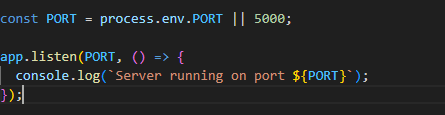 const PORT = process.env.PORT || 5000;
app.listen(PORT, () => {
  console.log(`Server running on port ${PORT}`);
});